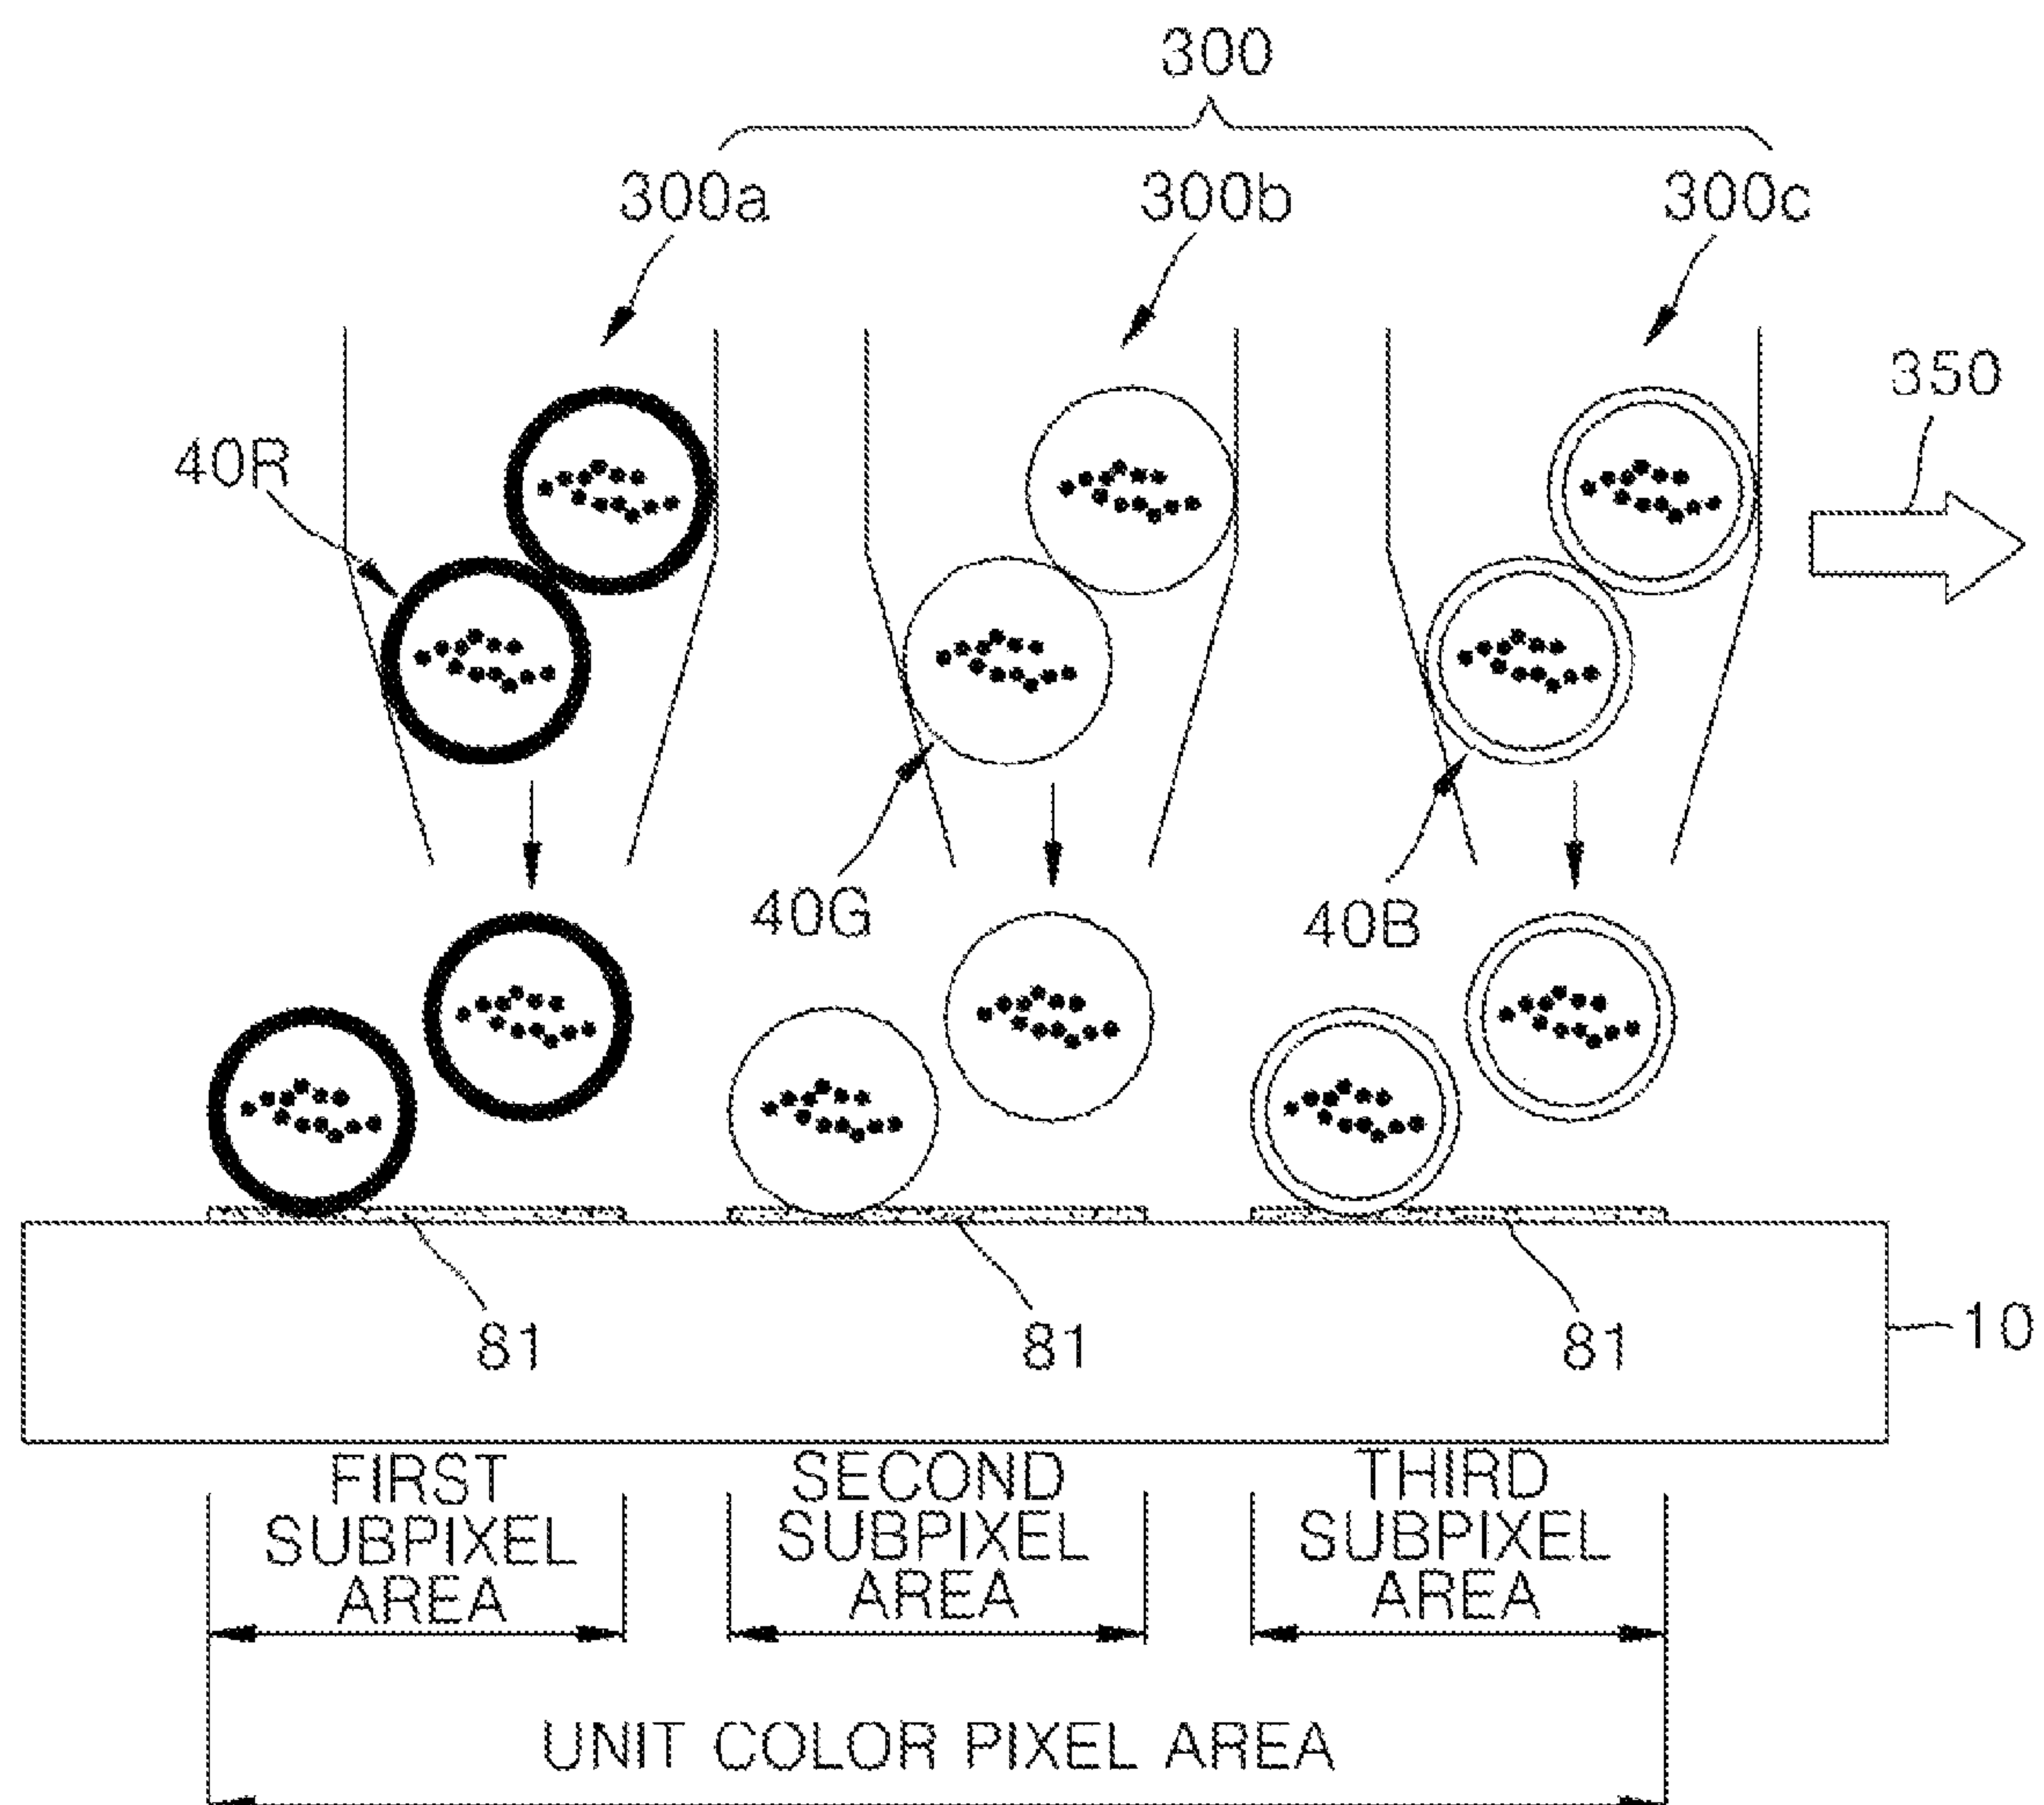 300
300a
300b
300c
350
40R
40G
40B
81
81
81
10
FIRST
SUBPIXEL
AREA
SECOND
SUBPIXEL
AREA
THIRD
SUBPIXEL
AREA
UNIT COLOR PIXEL AREA